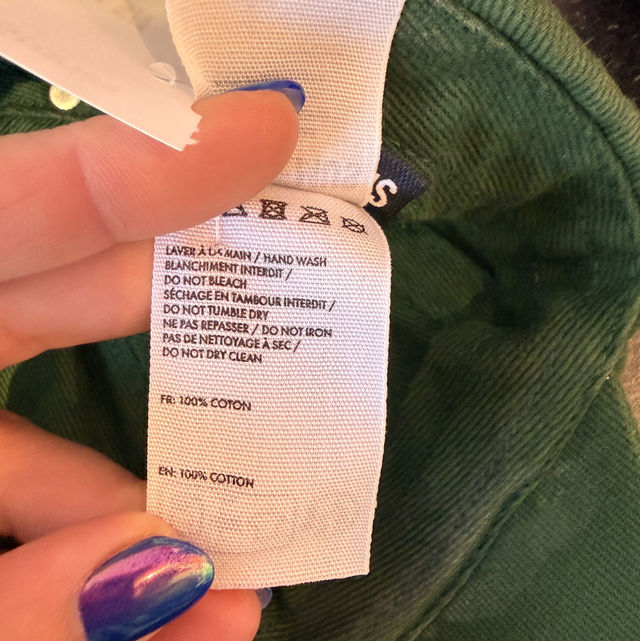 S
LAVER À LA MAIN / HAND WASH
BLANCHIMENT INTERDIT /
DO NOT BLEACH
SÉCHAGE EN TAMBOUR INTERDIT /
DO NOT TUMBLE DRY
NE PAS REPASSER / DO NOT IRON
PAS DE NETTOYAGE À SEC /
DO NOT DRY CLEAN
FR: 100% COTON
EN: 100% COTTON